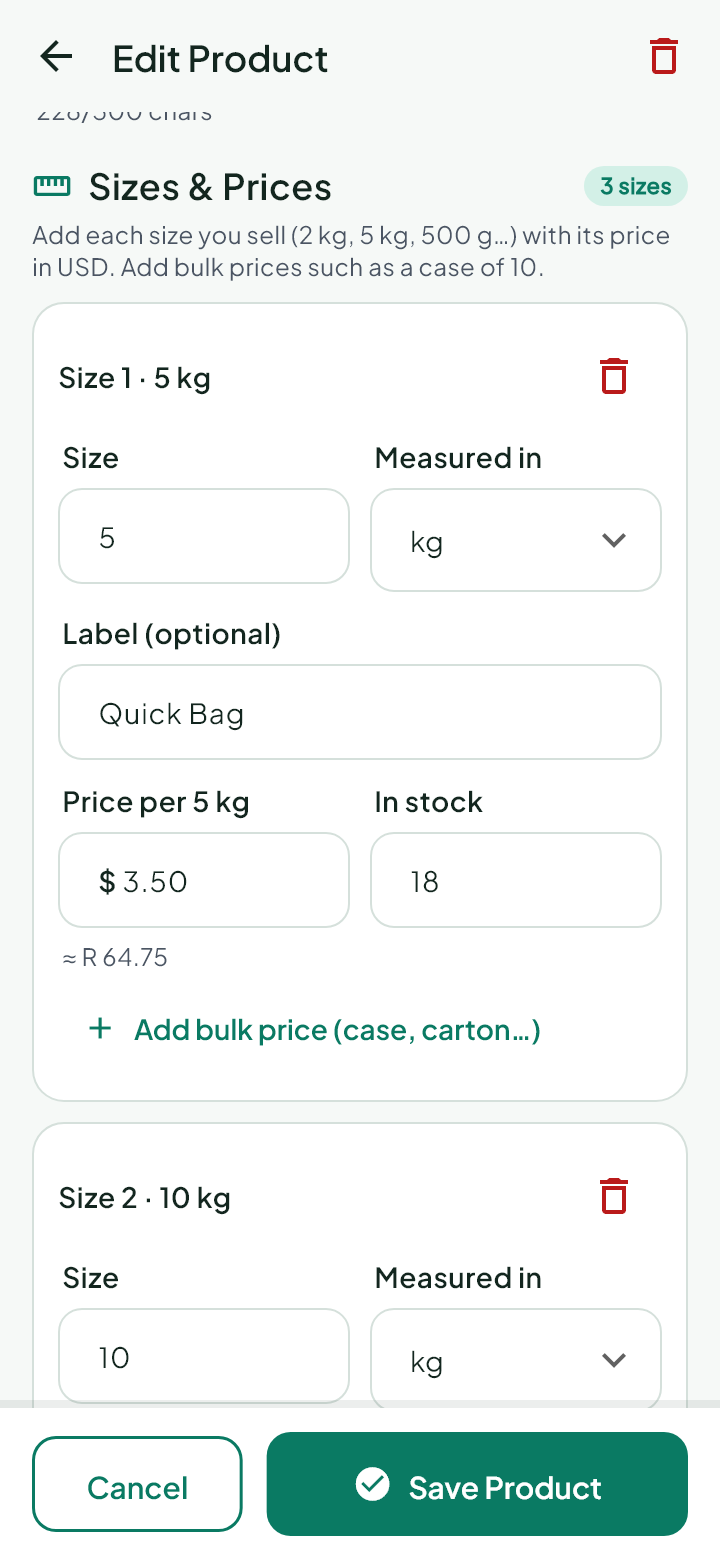 Edit Product
228/500 chars
Sizes & Prices
3 sizes
Add each size you sell (2 kg, 5 kg, 500 g…) with its price
in USD. Add bulk prices such as a case of 10.
Size 1 · 5 kg
Size
Measured in
5
kg
Label (optional)
Quick Bag
Price per 5 kg
In stock
$ 3.50
18
≈ R 64.75
+ Add bulk price (case, carton…)
Size 2 · 10 kg
Size
Measured in
10
kg
Cancel
Save Product